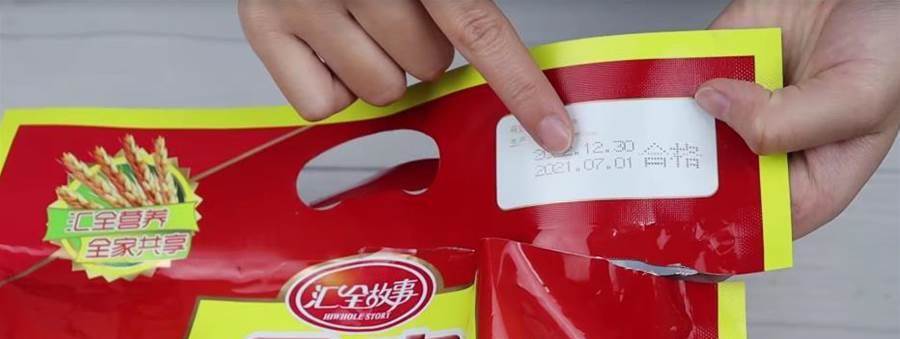 12.30 合格
2021.07.01
汇全营养
全家共享
汇全故事
HIWHOLE STORY